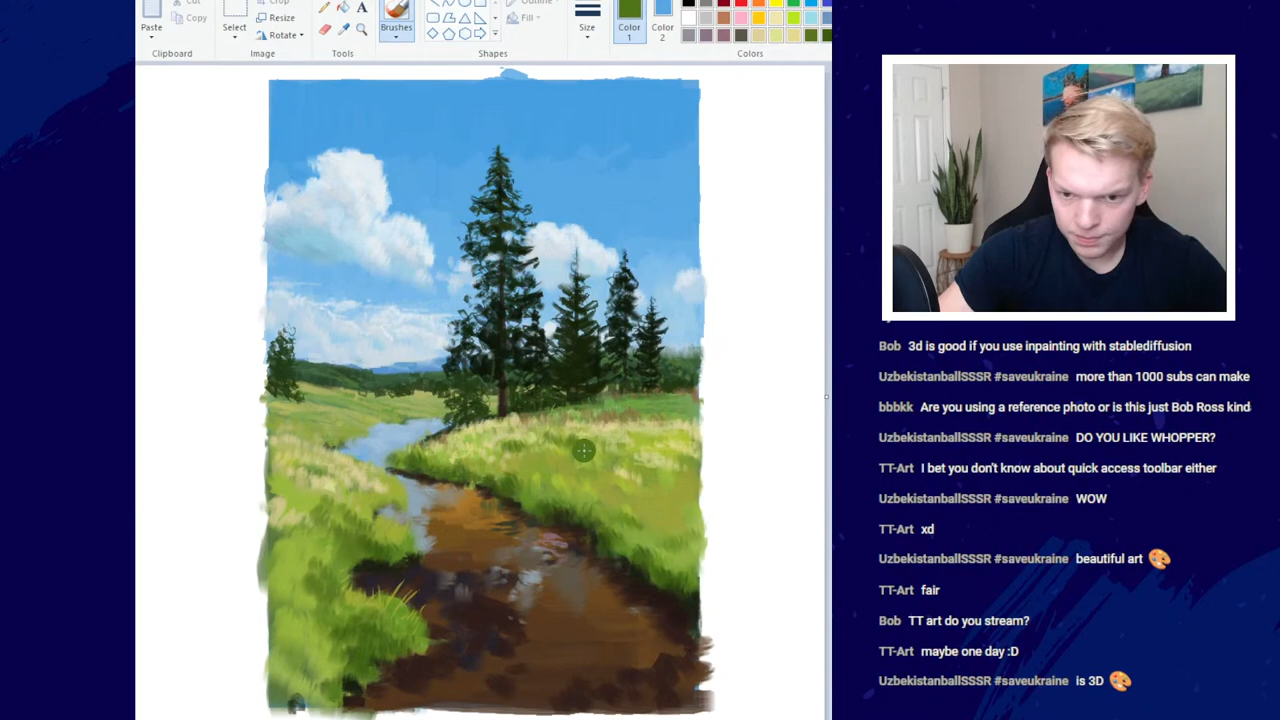 Paste
Cut
Copy
Clipboard
Select
Crop
Resize
Rotate
Image
A
Tools
Brushes
Outline
Fill
Shapes
Size
Color
1
Color
2
Colors
Bob 3d is good if you use inpainting with stablediffusion
UzbekistanballSSSR #saveukraine more than 1000 subs can make
bbbkk Are you using a reference photo or is this just Bob Ross kind
UzbekistanballSSSR #saveukraine DO YOU LIKE WHOPPER?
TT-Art I bet you don't know about quick access toolbar either
UzbekistanballSSSR #saveukraine WOW
TT-Art xd
UzbekistanballSSSR #saveukraine beautiful art
TT-Art fair
Bob TT art do you stream?
TT-Art maybe one day :D
UzbekistanballSSSR #saveukraine is 3D